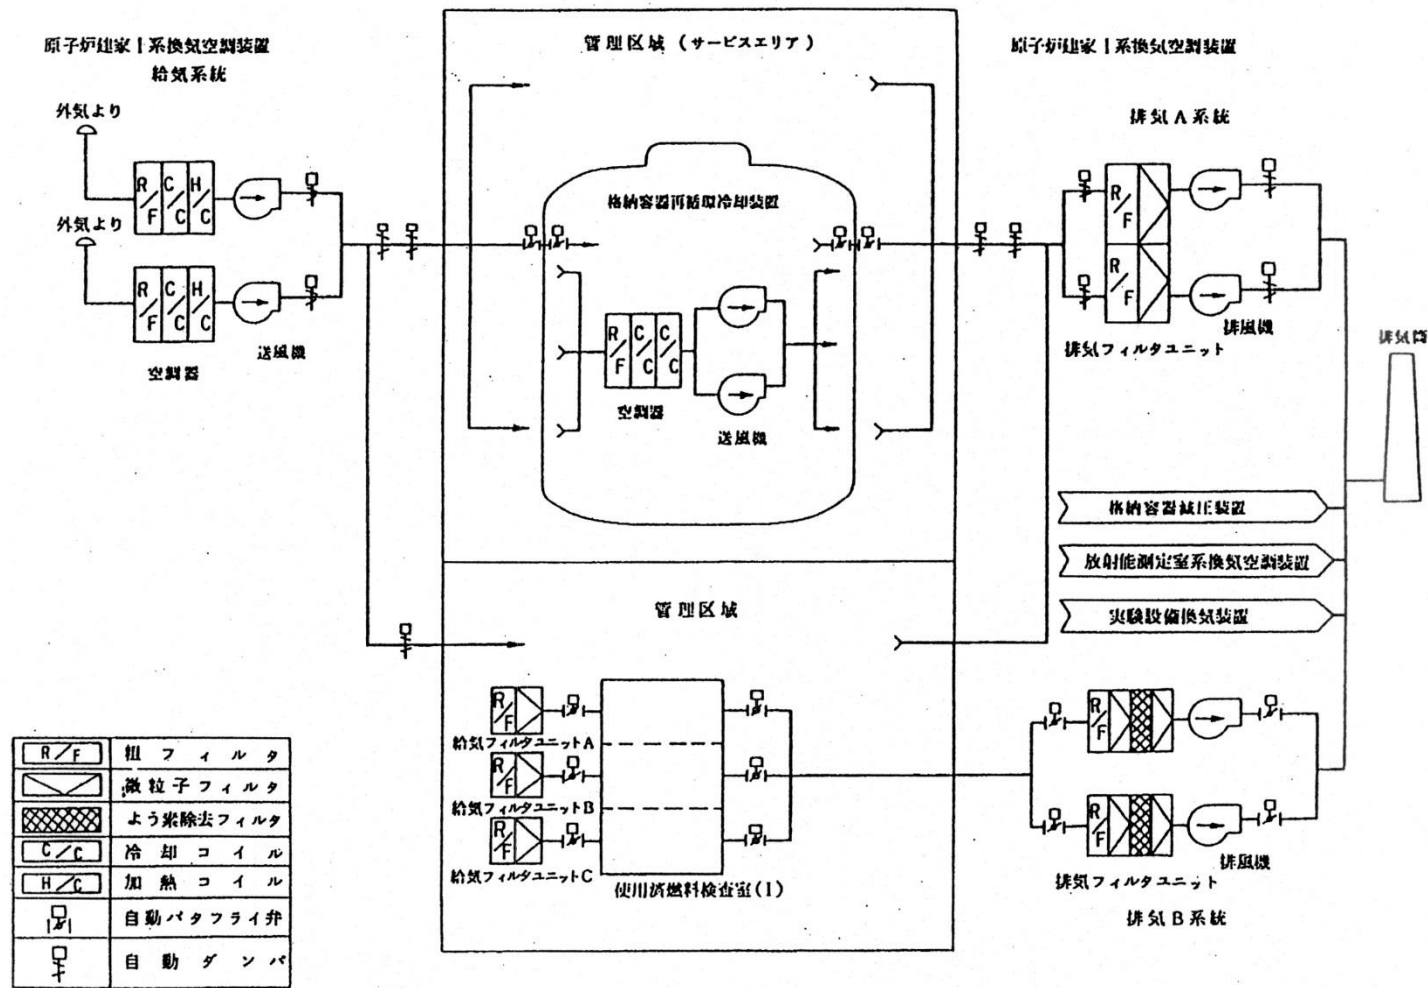 原子炉建家Ⅰ系換気空調装置
給気系統
外気より
R/F
C/C
H/C
外気より
R/F
C/C
H/C
空調器
送風機
管理区域(サービスエリア)
格納容器再循環冷却装置
R/F
C/C
C/C
空調器
送風機
原子炉建家Ⅰ系換気空調装置
排気A系統
R/F
R/F
排風機
排気フィルタユニット
排気筒
格納容器減圧装置
放射能測定室系換気空調装置
実験設備換気装置
管理区域
R/F
給気フィルタユニットA
R/F
給気フィルタユニットB
R/F
給気フィルタユニットC
使用済燃料検査室(1)
R/F
R/F
排風機
排気フィルタユニット
排気B系統
R/F 粗フィルタ
微粒子フィルタ
よう素除法フィルタ
C/C 冷却コイル
H/C 加熱コイル
自動バタフライ弁
自動ダンパ